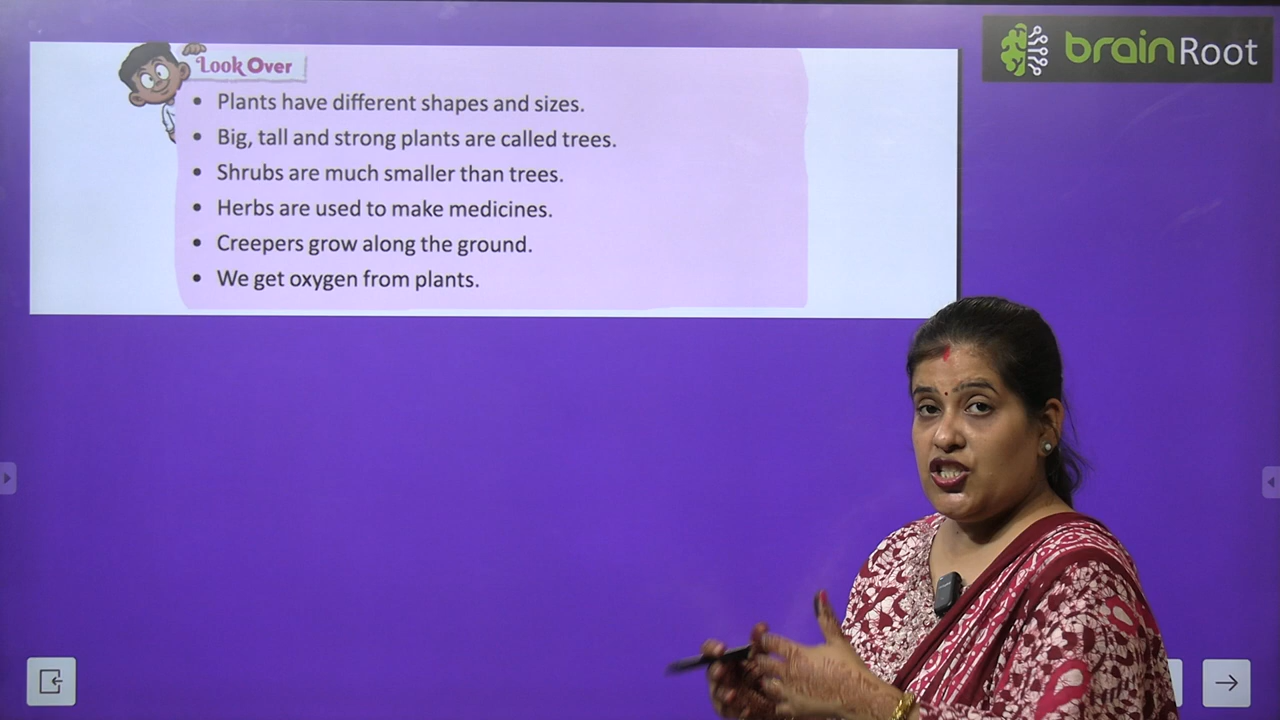 Look Over
brainRoot
• Plants have different shapes and sizes.
• Big, tall and strong plants are called trees.
• Shrubs are much smaller than trees.
• Herbs are used to make medicines.
• Creepers grow along the ground.
• We get oxygen from plants.